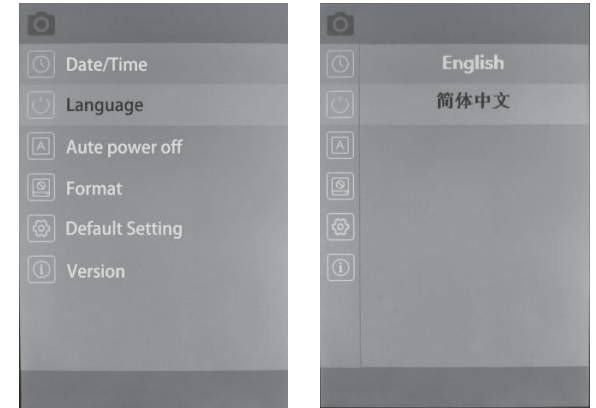 Date/Time
Language
Aute power off
Format
Default Setting
Version
English
简体中文
A
A